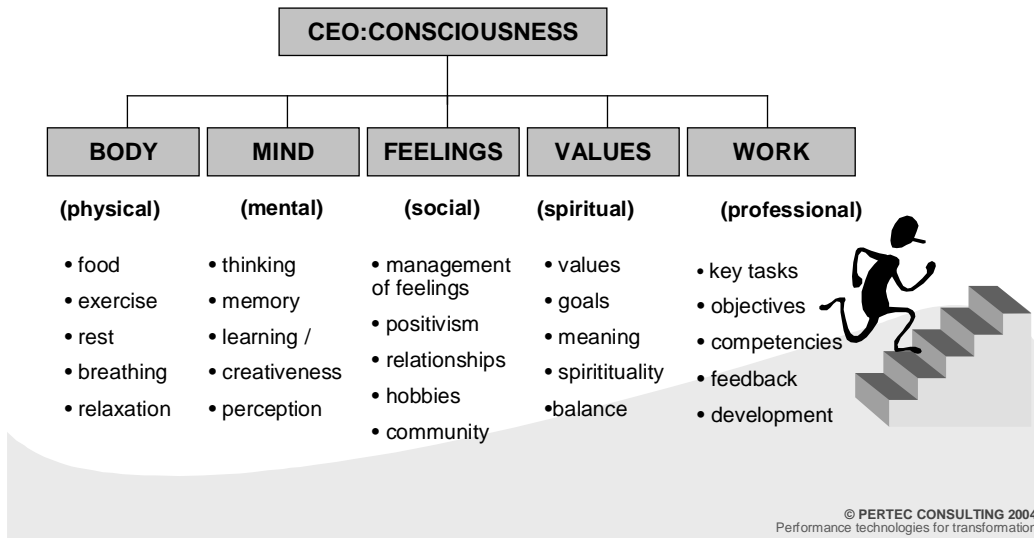 CEO:CONSCIOUSNESS
BODY
MIND
FEELINGS
VALUES
WORK
(physical)
(mental)
(social)
(spiritual)
(professional)
• food
• exercise
• rest
• breathing
• relaxation
• thinking
• memory
• learning /
• creativeness
• perception
• management
of feelings
• positivism
• relationships
• hobbies
• community
• values
• goals
• meaning
• spiritituality
•balance
• key tasks
• objectives
• competencies
• feedback
• development
© PERTEC CONSULTING 2004
Performance technologies for transformation